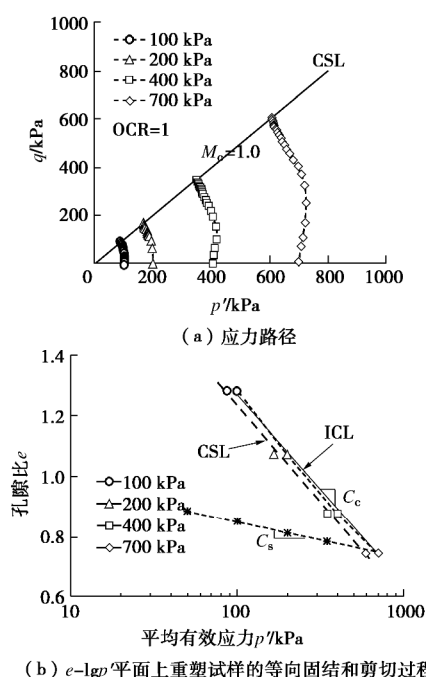 (a)
1000
100 kPa
200 kPa
400 kPa
700 kPa
OCR=1
CSL
M_o=1.0
800
600
400
200
q/kPa
0 200 400 600 800 1000
p′/kPa
（a）应力路径
(b)
1.4
1.2
1.0
0.8
0.6
孔隙比e
CSL
ICL
100 kPa
200 kPa
400 kPa
700 kPa
C_c
C_s
10 100 1000
平均有效应力p′/kPa
（b）e-lgp′平面上重塑试样的等向固结和剪切过程